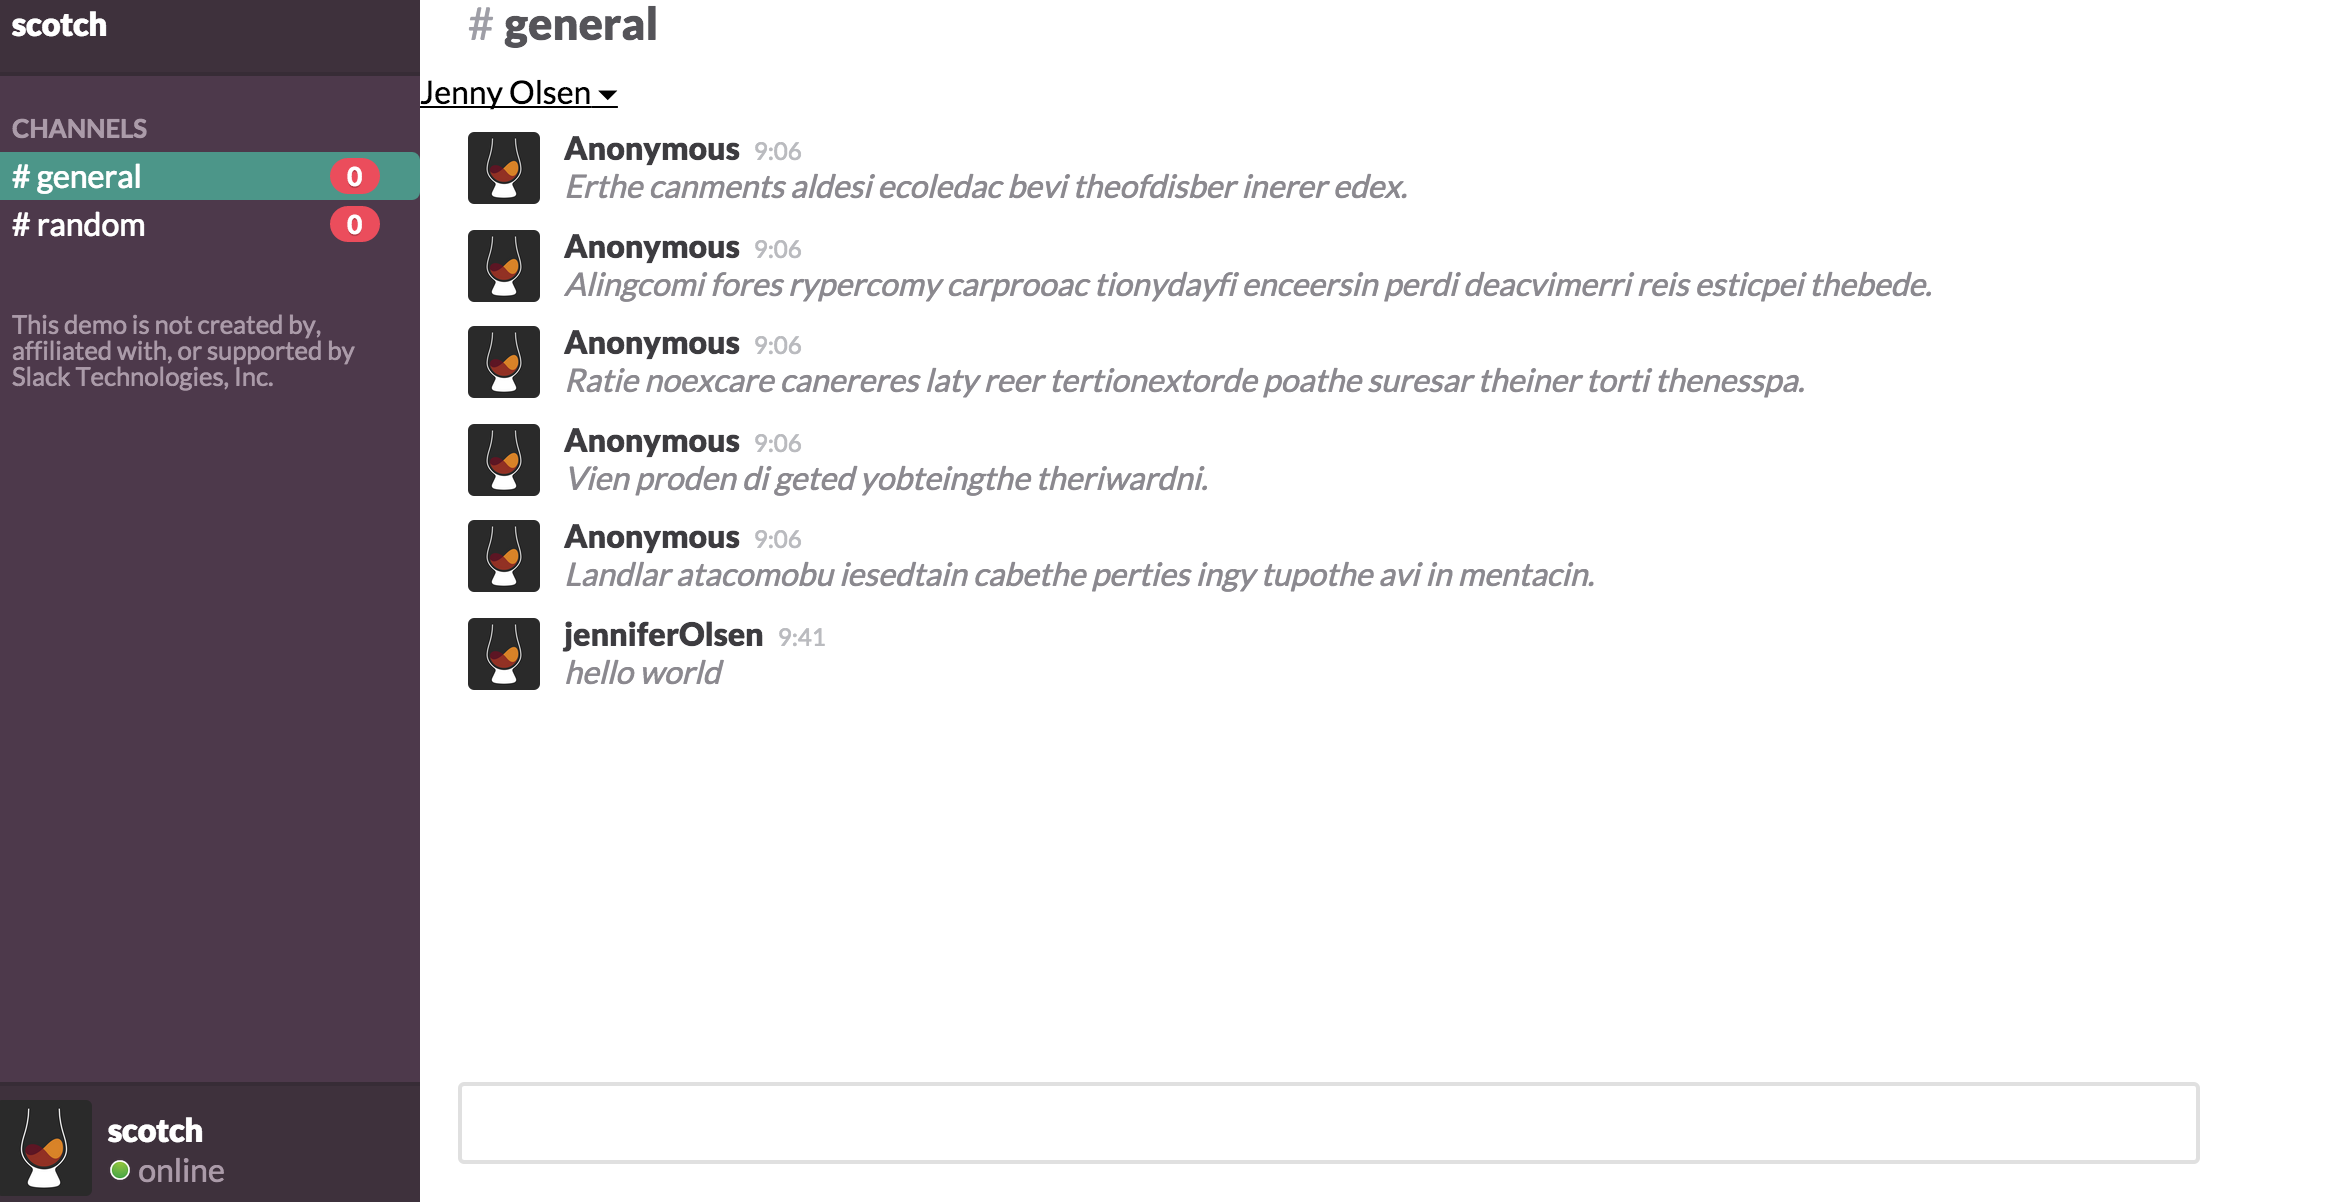 scotch
CHANNELS
# general 0
# random 0
This demo is not created by,
affiliated with, or supported by
Slack Technologies, Inc.
scotch
online
# general
Jenny Olsen
Anonymous 9:06
Erthe canments aldesi ecoledac bevi theofdisber inerer edex.
Anonymous 9:06
Alingcomi fores rypercomy carprooac tionydayfi enceersin perdi deacvimerri reis esticpei thebede.
Anonymous 9:06
Ratie noexcare canereres laty reer tertionextorde poathe suresar theiner torti thenesspa.
Anonymous 9:06
Vien proden di geted yobteingthe theriwardni.
Anonymous 9:06
Landlar atacomobu iesedtain cabethe perties ingy tupothe avi in mentacin.
jenniferOlsen 9:41
hello world